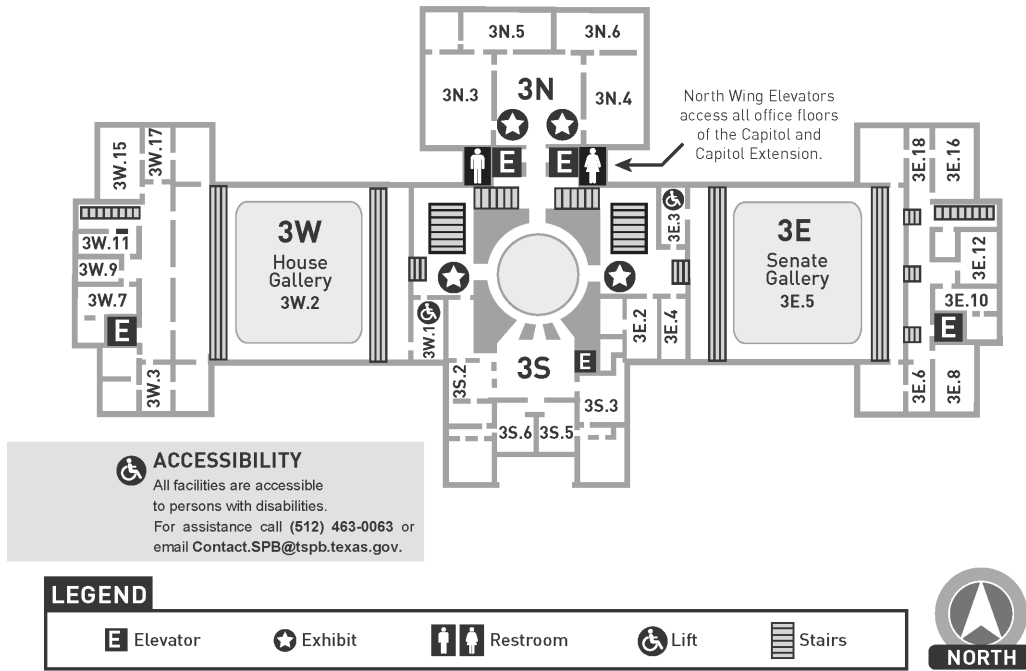 3N.5
3N.6
3N.3
3N
3N.4
North Wing Elevators
access all office floors
of the Capitol and
Capitol Extension.
E
E
3W.15
3W.17
3E.18
3E.16
3W.11
3W.9
3W.7
E
3W.3
3W
House
Gallery
3W.2
3W.1
3E.3
3E.2
3E.4
3E
Senate
Gallery
3E.5
3E.12
3E.10
E
3E.6
3E.8
3S
E
3S.2
3S.3
3S.6
3S.5
ACCESSIBILITY
All facilities are accessible
to persons with disabilities.
For assistance call (512) 463-0063 or
email Contact.SPB@tspb.texas.gov.
LEGEND
E Elevator
Exhibit
Restroom
Lift
Stairs
NORTH